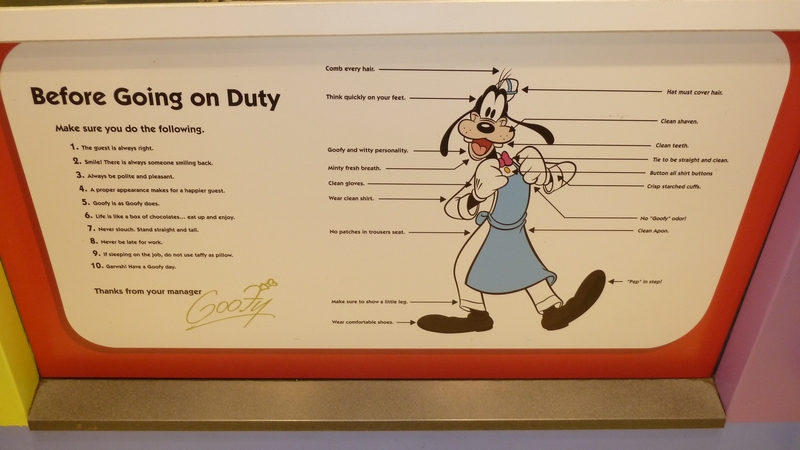 Before Going on Duty
Make sure you do the following.
1. The guest is always right.
2. Smile! There is always someone smiling back.
3. Always be polite and pleasant.
4. A proper appearance makes for a happier guest.
5. Goofy is as Goofy does.
6. Life is like a box of chocolates... eat up and enjoy.
7. Never slouch. Stand straight and tall.
8. Never be late for work.
9. If sleeping on the job, do not use taffy as pillow.
10. Gawrsh! Have a Goofy day.
Thanks from your manager
Goofy
Comb every hair.
Think quickly on your feet.
Goofy and witty personality.
Minty fresh breath.
Clean gloves.
Wear clean shirt.
No patches in trousers seat.
Make sure to show a little leg.
Wear comfortable shoes.
Hat must cover hair.
Clean shaven.
Clean teeth.
Tie to be straight and clean.
Button all shirt buttons
Crisp starched cuffs.
No "Goofy" odor!
Clean Apon.
"Pep" in step!